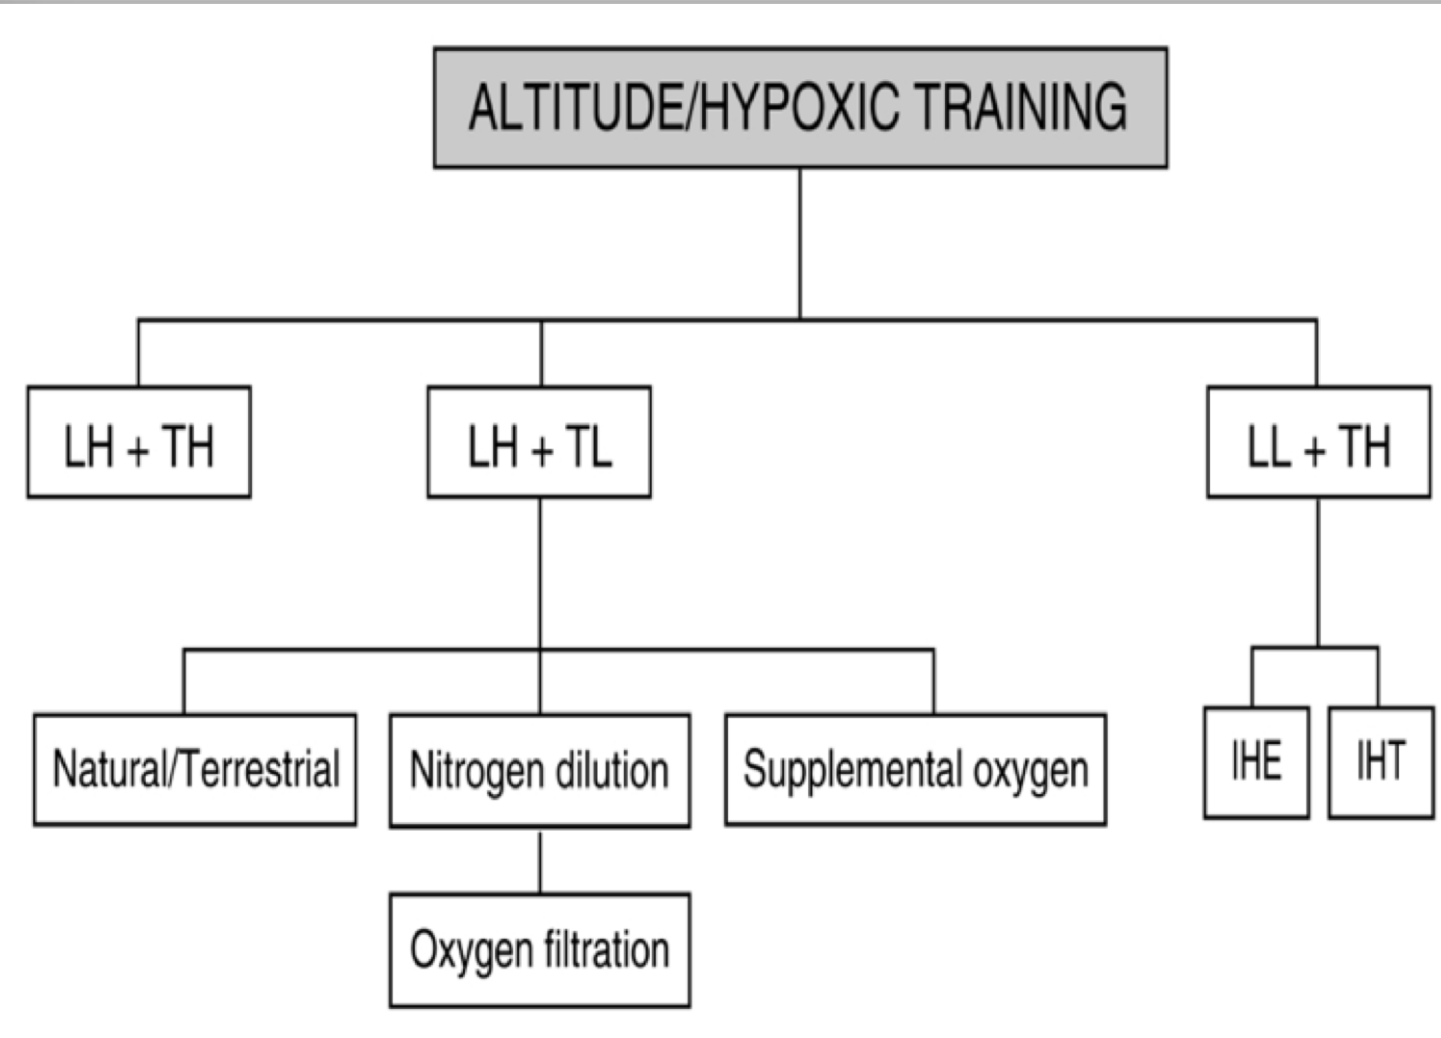 ALTITUDE/HYPOXIC TRAINING
LH + TH
LH + TL
LL + TH
Natural/Terrestrial
Nitrogen dilution
Supplemental oxygen
IHE
IHT
Oxygen filtration